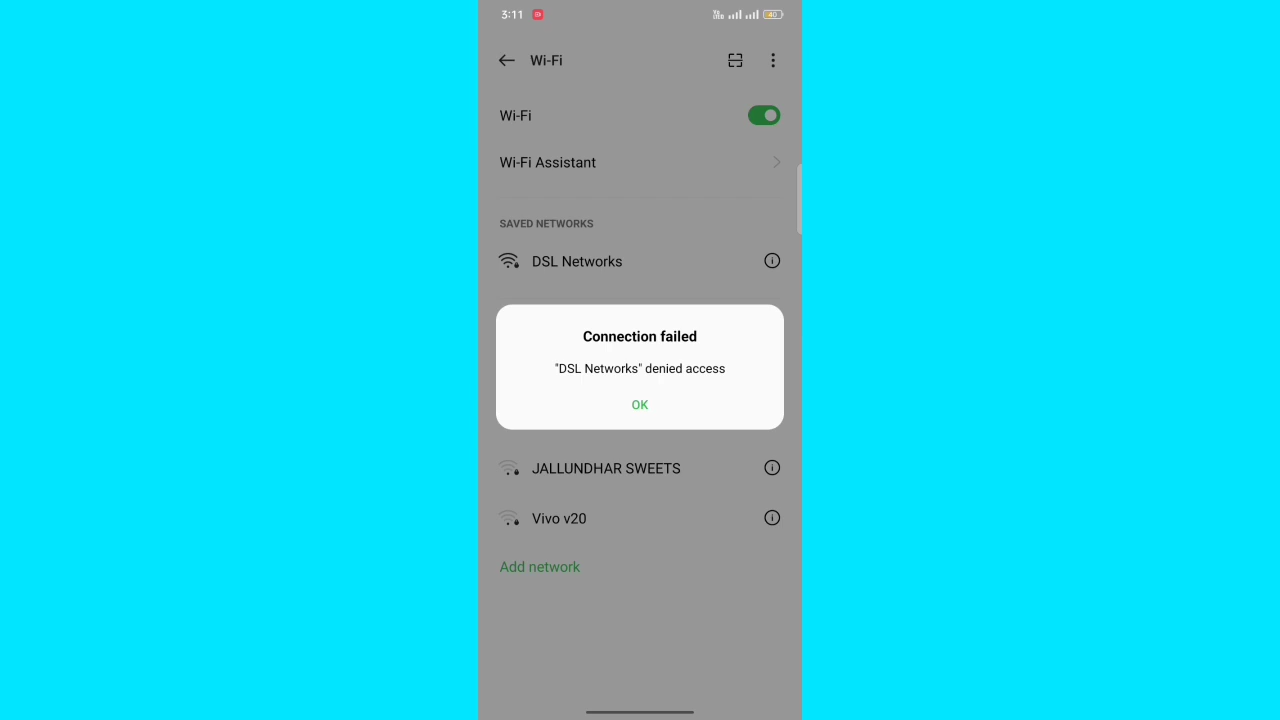 3:11
40
Wi-Fi
Wi-Fi
Wi-Fi Assistant
SAVED NETWORKS
DSL Networks
Connection failed
"DSL Networks" denied access
OK
JALLUNDHAR SWEETS
Vivo v20
Add network